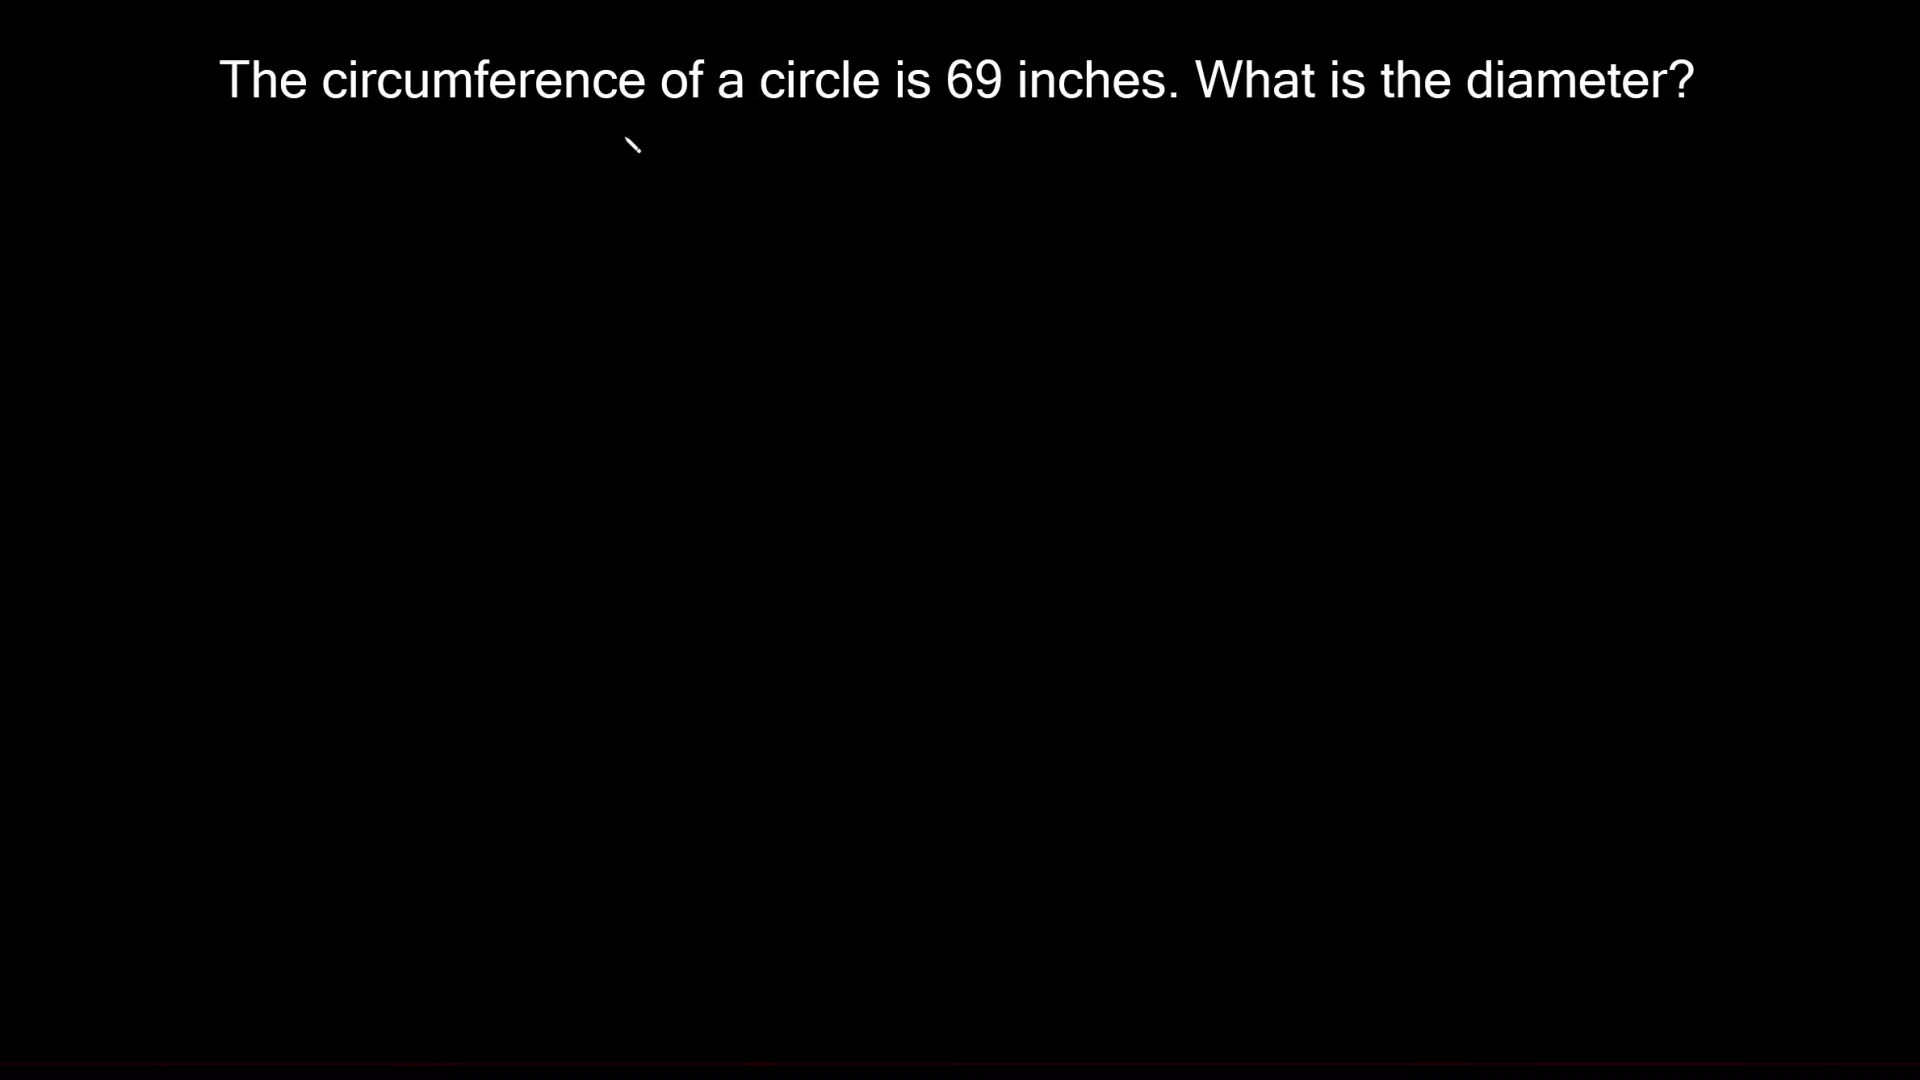 The circumference of a circle is 69 inches. What is the diameter?